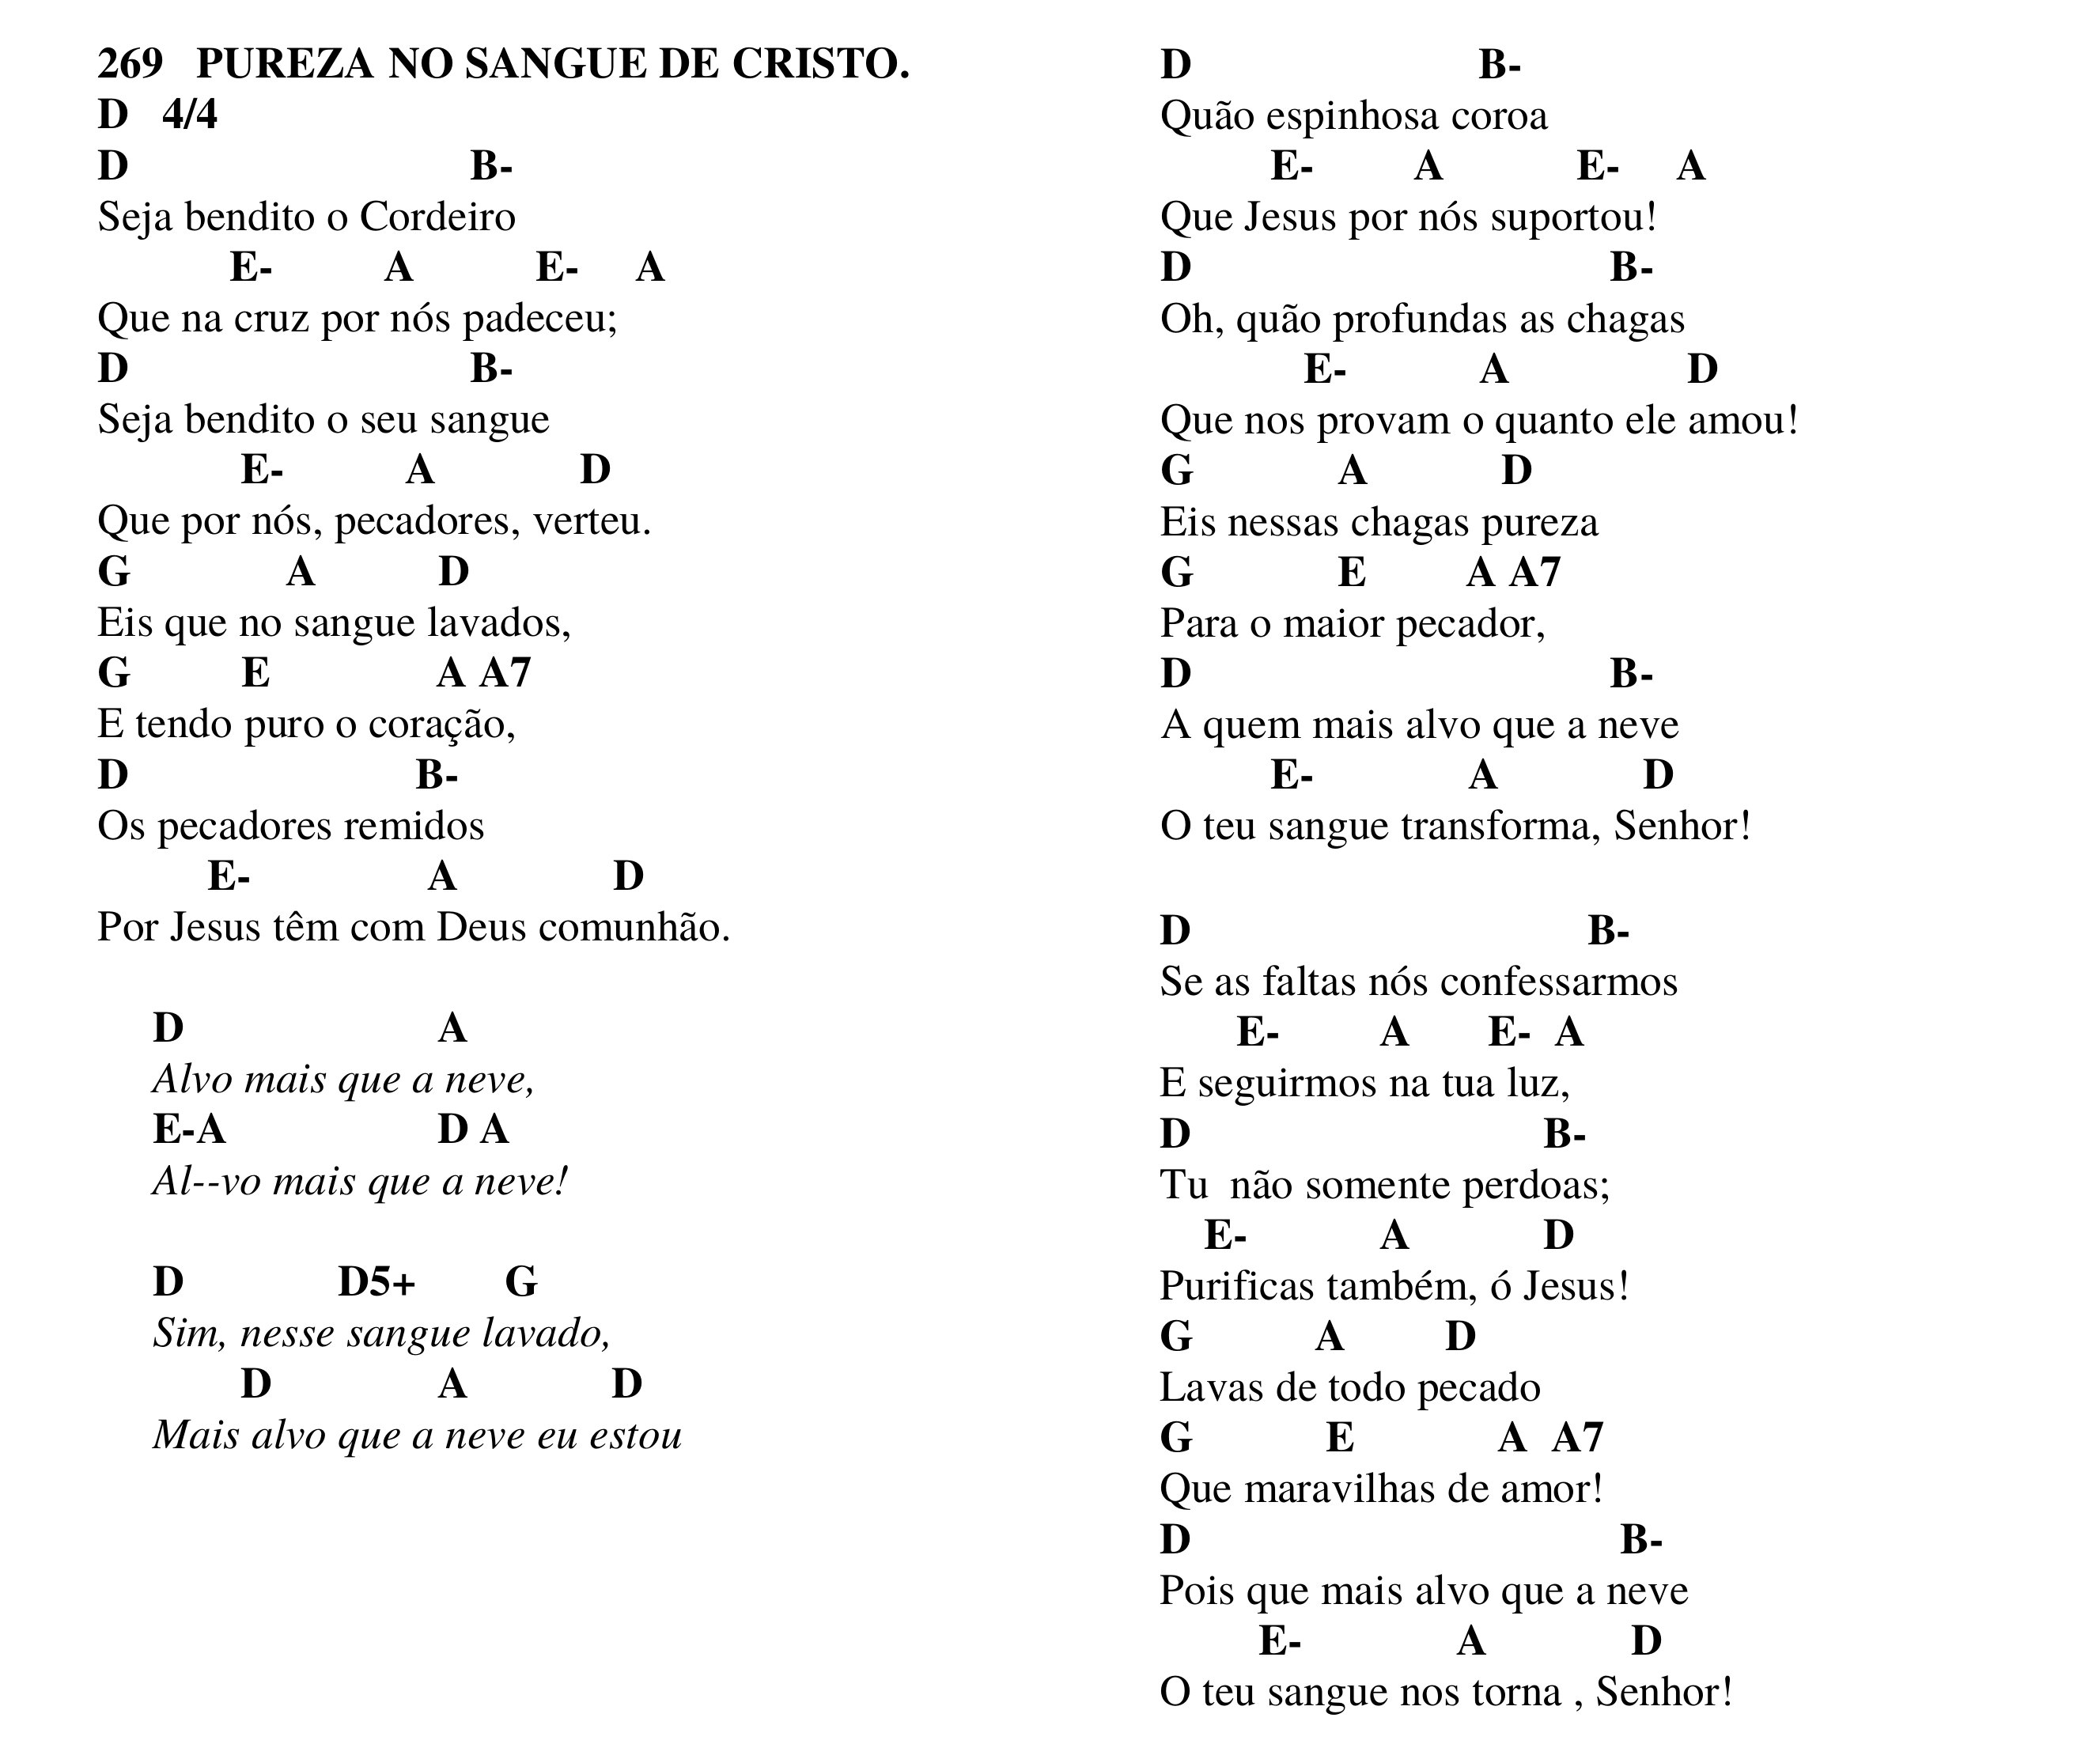 269   PUREZA NO SANGUE DE CRISTO.
D   4/4
D                               B-
Seja bendito o Cordeiro
            E-          A           E-     A
Que na cruz por nós padeceu;
D                               B-
Seja bendito o seu sangue
             E-           A             D
Que por nós, pecadores, verteu.
G              A           D
Eis que no sangue lavados,
G          E               A A7
E tendo puro o coração,
D                          B-
Os pecadores remidos
          E-                A              D
Por Jesus têm com Deus comunhão.
D                       A
Alvo mais que a neve,
E-A                   D A
Al--vo mais que a neve!
D              D5+        G
Sim, nesse sangue lavado,
        D               A             D
Mais alvo que a neve eu estou
D                          B-
Quão espinhosa coroa
          E-         A            E-     A
Que Jesus por nós suportou!
D                                      B-
Oh, quão profundas as chagas
             E-            A                D
Que nos provam o quanto ele amou!
G             A            D
Eis nessas chagas pureza
G             E         A A7
Para o maior pecador,
D                                      B-
A quem mais alvo que a neve
          E-              A             D
O teu sangue transforma, Senhor!
D                                    B-
Se as faltas nós confessarmos
       E-         A       E-  A
E seguirmos na tua luz,
D                                B-
Tu  não somente perdoas;
    E-            A            D
Purificas também, ó Jesus!
G           A         D
Lavas de todo pecado
G            E             A  A7
Que maravilhas de amor!
D                                       B-
Pois que mais alvo que a neve
         E-              A             D
O teu sangue nos torna , Senhor!